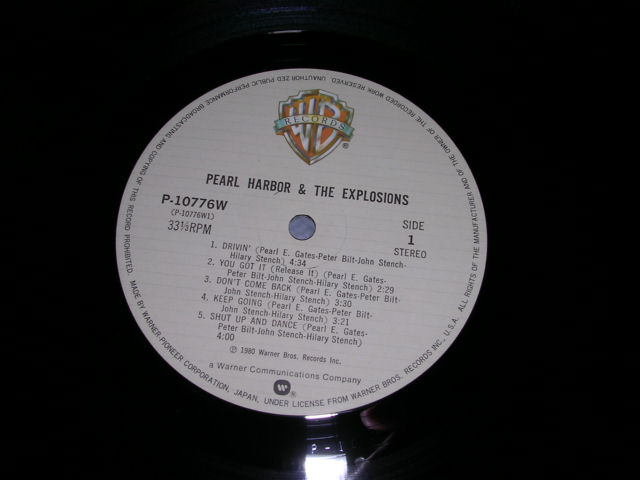 WB
RECORDS
®
PEARL HARBOR & THE EXPLOSIONS
P-10776W
(P-10776W1)
33⅓RPM
SIDE
1
STEREO
1. DRIVIN' (Pearl E. Gates-Peter Bilt-John Stench-
Hilary Stench) 4:34
2. YOU GOT IT (Release It) (Pearl E. Gates-
Peter Bilt-John Stench-Hilary Stench) 2:29
3. DON'T COME BACK (Pearl E. Gates-Peter Bilt-
John Stench-Hilary Stench) 3:30
4. KEEP GOING (Pearl E. Gates-Peter Bilt-
John Stench-Hilary Stench) 3:21
5. SHUT UP AND DANCE (Pearl E. Gates-
Peter Bilt-John Stench-Hilary Stench)
4:00
℗ 1980 Warner Bros. Records Inc.
a Warner Communications Company
®
MADE BY WARNER-PIONEER CORPORATION, JAPAN, UNDER LICENSE FROM WARNER BROS. RECORDS INC., U.S.A. ALL RIGHTS OF THE MANUFACTURER AND OF THE OWNER OF THE RECORDED WORK RESERVED. UNAUTHORIZED PUBLIC PERFORMANCE BROADCASTING AND COPYING OF THIS RECORD PROHIBITED.